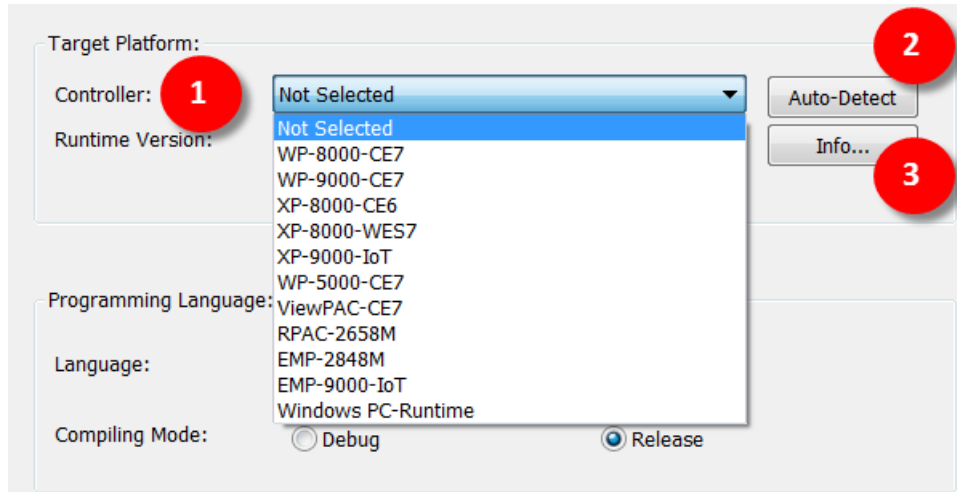 Target Platform:
2
Controller:
1
Not Selected
Auto-Detect
Runtime Version:
Not Selected
Info...
3
WP-8000-CE7
WP-9000-CE7
XP-8000-CE6
XP-8000-WES7
XP-9000-IoT
WP-5000-CE7
Programming Language:
ViewPAC-CE7
RPAC-2658M
Language:
EMP-2848M
EMP-9000-IoT
Windows PC-Runtime
Compiling Mode:
Debug
Release